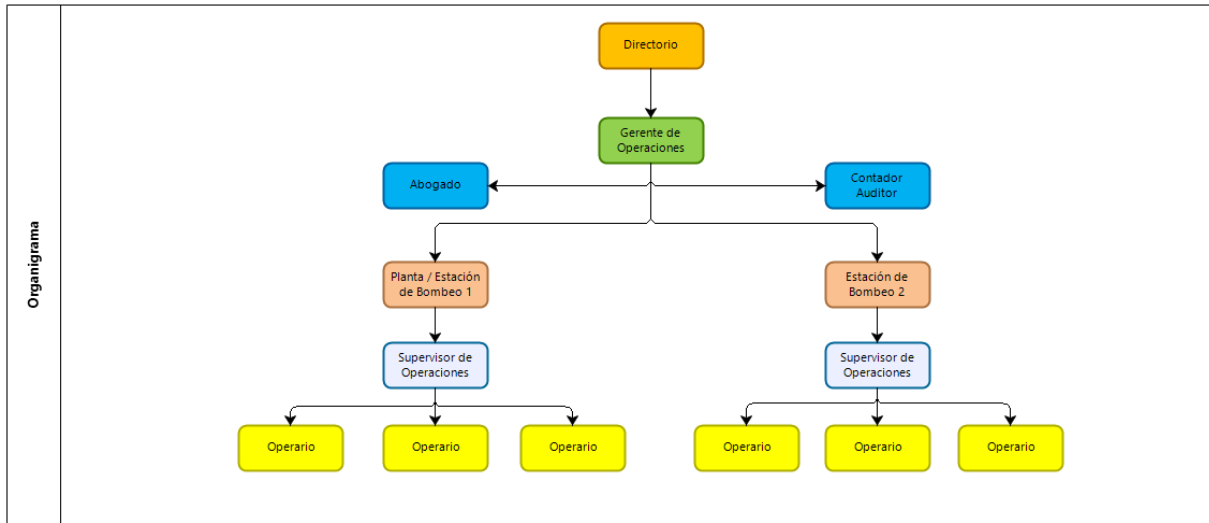 Organigrama
Directorio
Gerente de
Operaciones
Abogado
Contador
Auditor
Planta / Estación
de Bombeo 1
Estación de
Bombeo 2
Supervisor de
Operaciones
Supervisor de
Operaciones
Operario
Operario
Operario
Operario
Operario
Operario